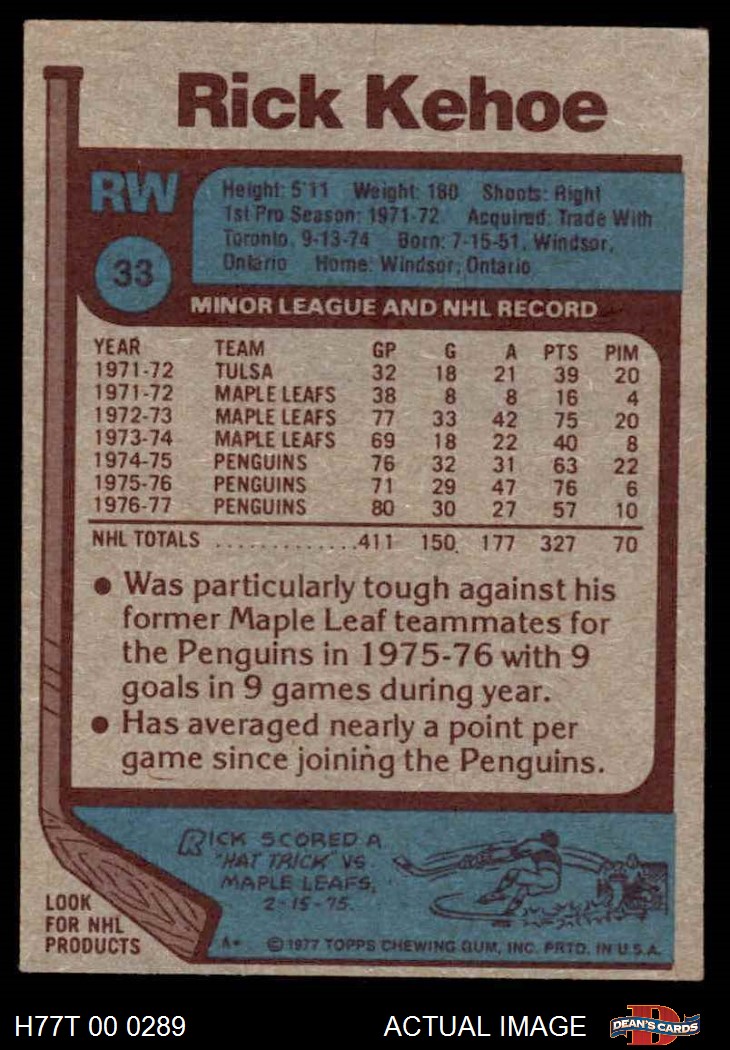 Rick Kehoe
RW
Height: 5'11 Weight: 180 Shoots: Right
1st Pro Season: 1971-72 Acquired: Trade With
Toronto, 9-13-74 Born: 7-15-51, Windsor,
Ontario Home: Windsor, Ontario
33
MINOR LEAGUE AND NHL RECORD
YEAR TEAM GP G A PTS PIM
1971-72 TULSA 32 18 21 39 20
1971-72 MAPLE LEAFS 38 8 8 16 4
1972-73 MAPLE LEAFS 77 33 42 75 20
1973-74 MAPLE LEAFS 69 18 22 40 8
1974-75 PENGUINS 76 32 31 63 22
1975-76 PENGUINS 71 29 47 76 6
1976-77 PENGUINS 80 30 27 57 10
NHL TOTALS ..............411 150 177 327 70
● Was particularly tough against his
former Maple Leaf teammates for
the Penguins in 1975-76 with 9
goals in 9 games during year.
● Has averaged nearly a point per
game since joining the Penguins.
RICK SCORED A
"HAT TRICK" VS.
MAPLE LEAFS,
2-15-75.
LOOK
FOR NHL
PRODUCTS
A* © 1977 TOPPS CHEWING GUM, INC. PRTD. IN U.S.A.
H77T 00 0289 ACTUAL IMAGE DEAN'S CARDS